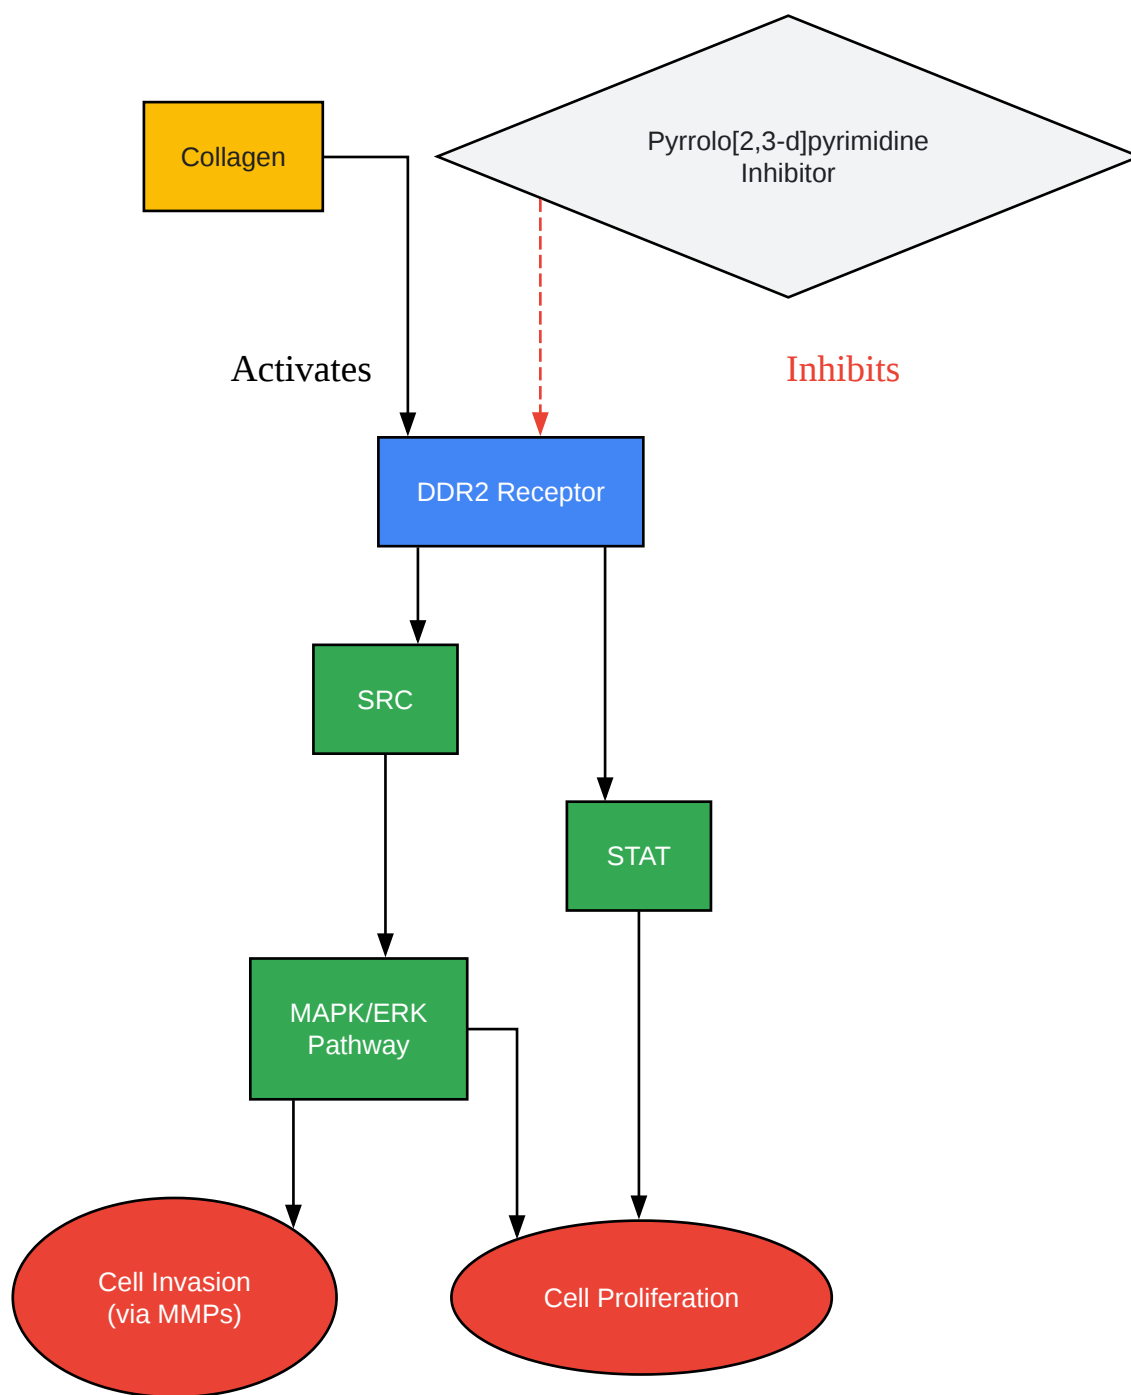 Collagen
Pyrrolo[2,3-d]pyrimidine
Inhibitor
Activates
Inhibits
DDR2 Receptor
SRC
STAT
MAPK/ERK
Pathway
Cell Invasion
(via MMPs)
Cell Proliferation